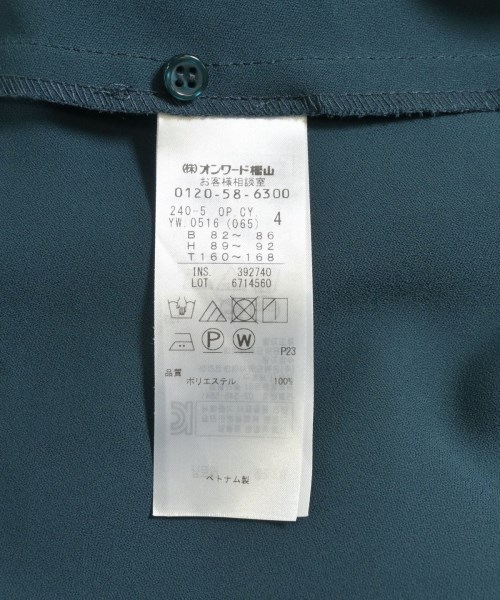 ㈱オンワード樫山
お客様相談室
0120-58-6300
240-5 OP.CY.
YW.0516 (065) 4
B 82～ 86
H 89～ 92
T 160～168
INS. 392740
LOT 6714560
P W
P23
品質
ポリエステル 100%
ベトナム製